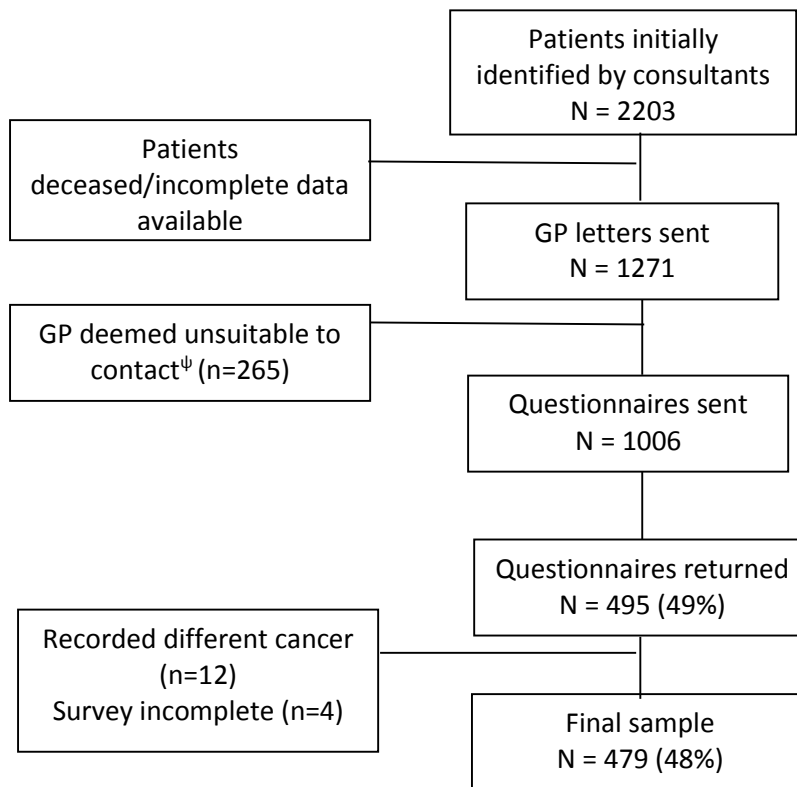 Patients initially
identified by consultants
N = 2203
Patients
deceased/incomplete data
available
GP letters sent
N = 1271
GP deemed unsuitable to
contactᵠ (n=265)
Questionnaires sent
N = 1006
Questionnaires returned
N = 495 (49%)
Recorded different cancer
(n=12)
Survey incomplete (n=4)
Final sample
N = 479 (48%)